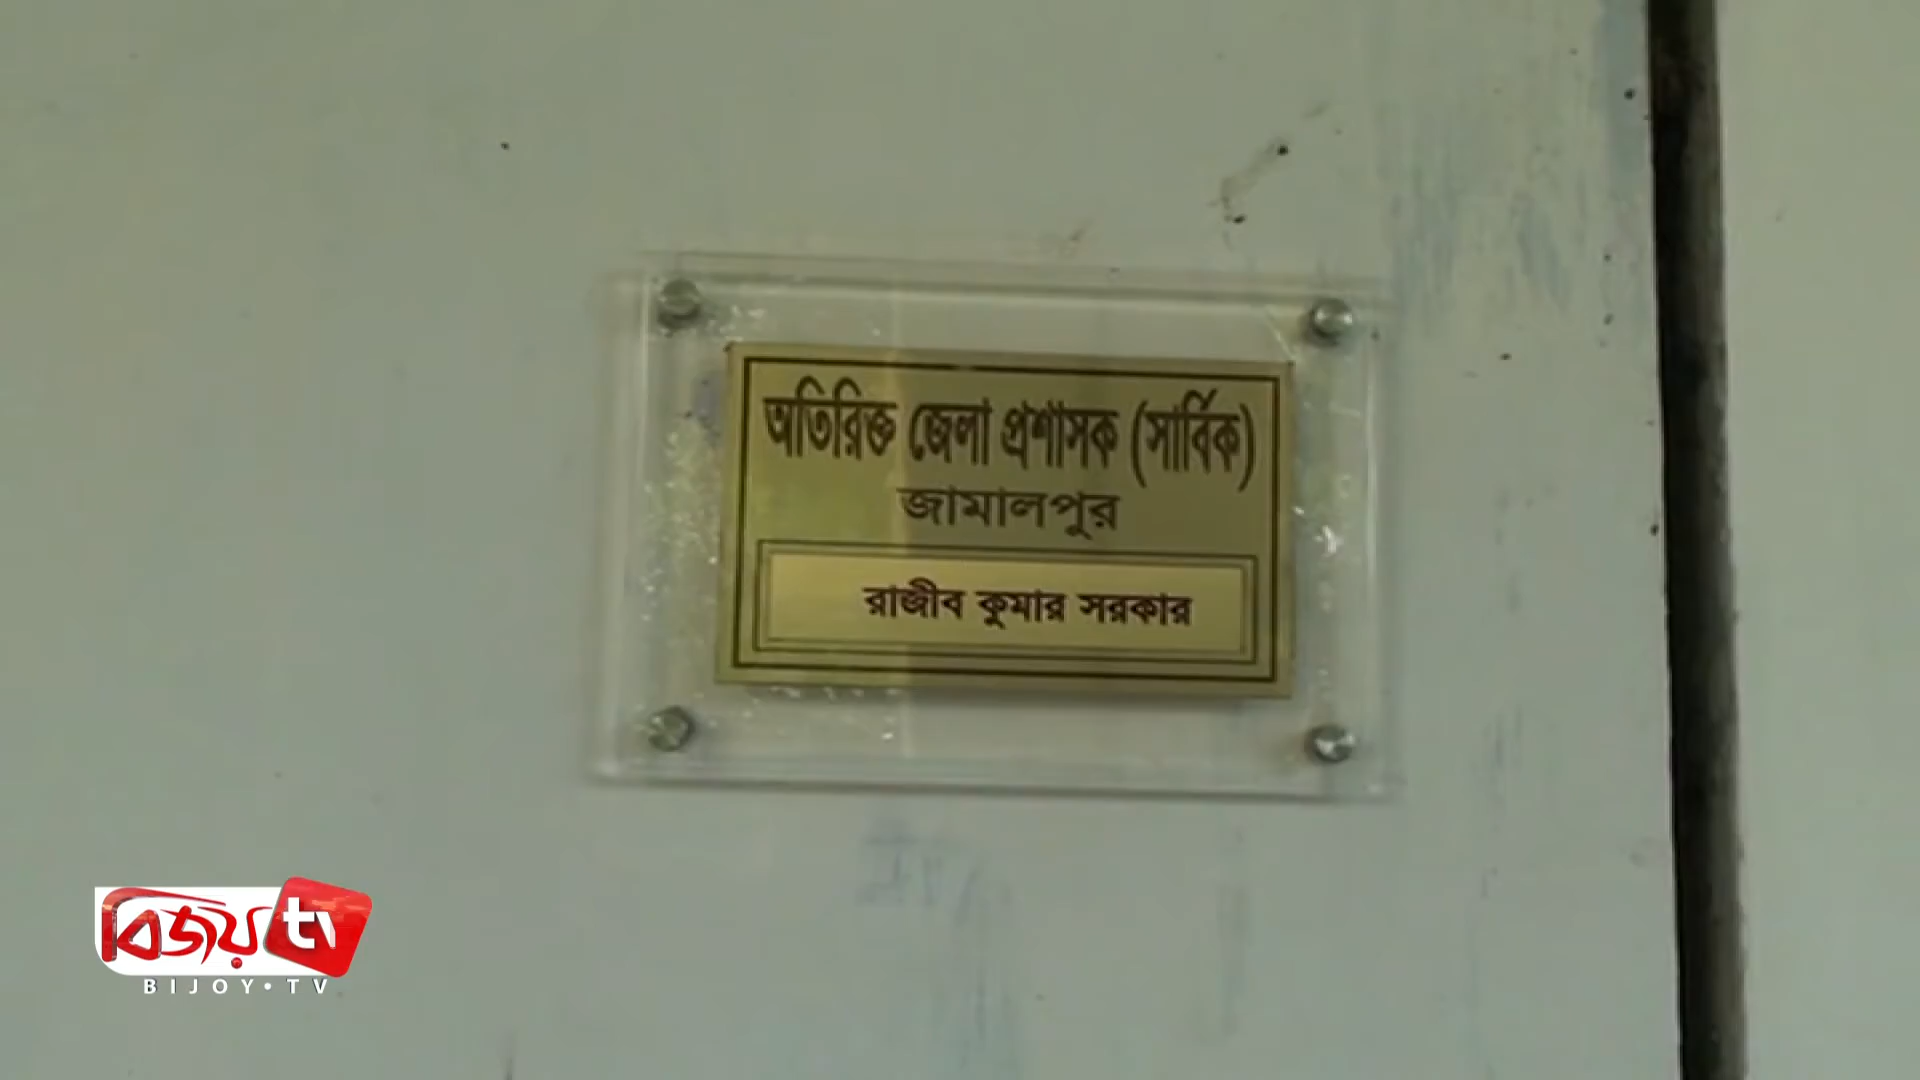 অতিরিক্ত জেলা প্রশাসক (সার্বিক)
জামালপুর
রাজীব কুমার সরকার
বিজয় tv
BIJOY•TV